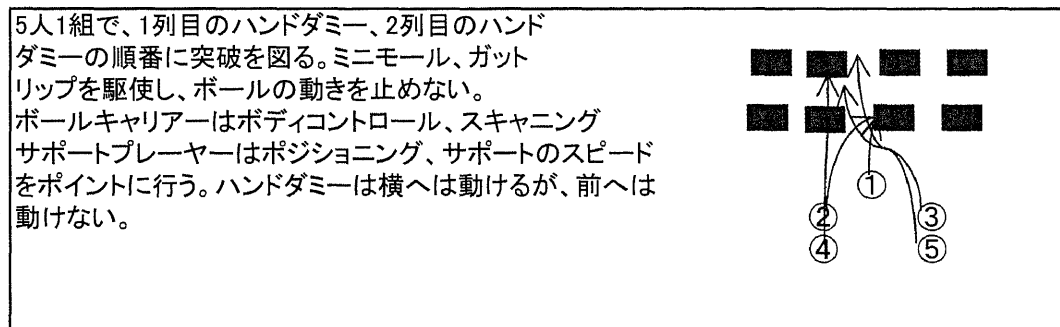 5人1組で、1列目のハンドダミー、2列目のハンド
ダミーの順番に突破を図る。ミニモール、ガット
リップを駆使し、ボールの動きを止めない。
ボールキャリアーはボディコントロール、スキャニング
サポートプレーヤーはポジショニング、サポートのスピード
をポイントに行う。ハンドダミーは横へは動けるが、前へは
動けない。
①
② ③
④ ⑤